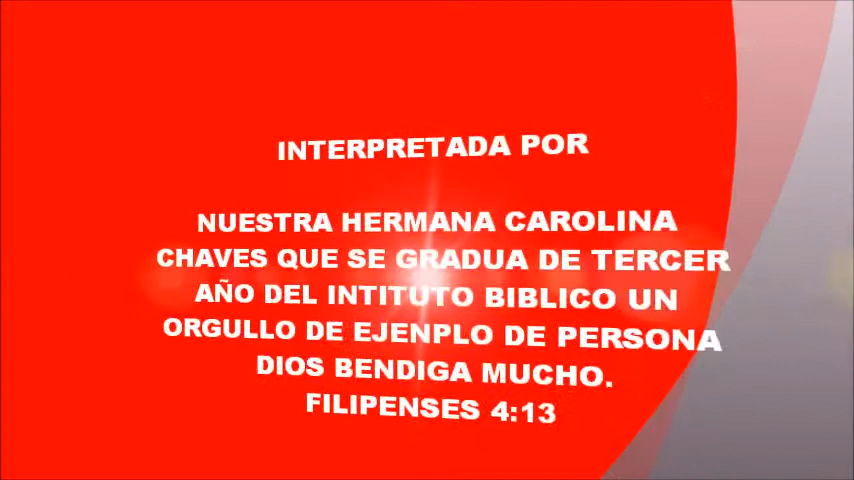 INTERPRETADA POR
NUESTRA HERMANA CAROLINA
CHAVES QUE SE GRADUA DE TERCER
AÑO DEL INTITUTO BIBLICO UN
ORGULLO DE EJENPLO DE PERSONA
DIOS BENDIGA MUCHO.
FILIPENSES 4:13